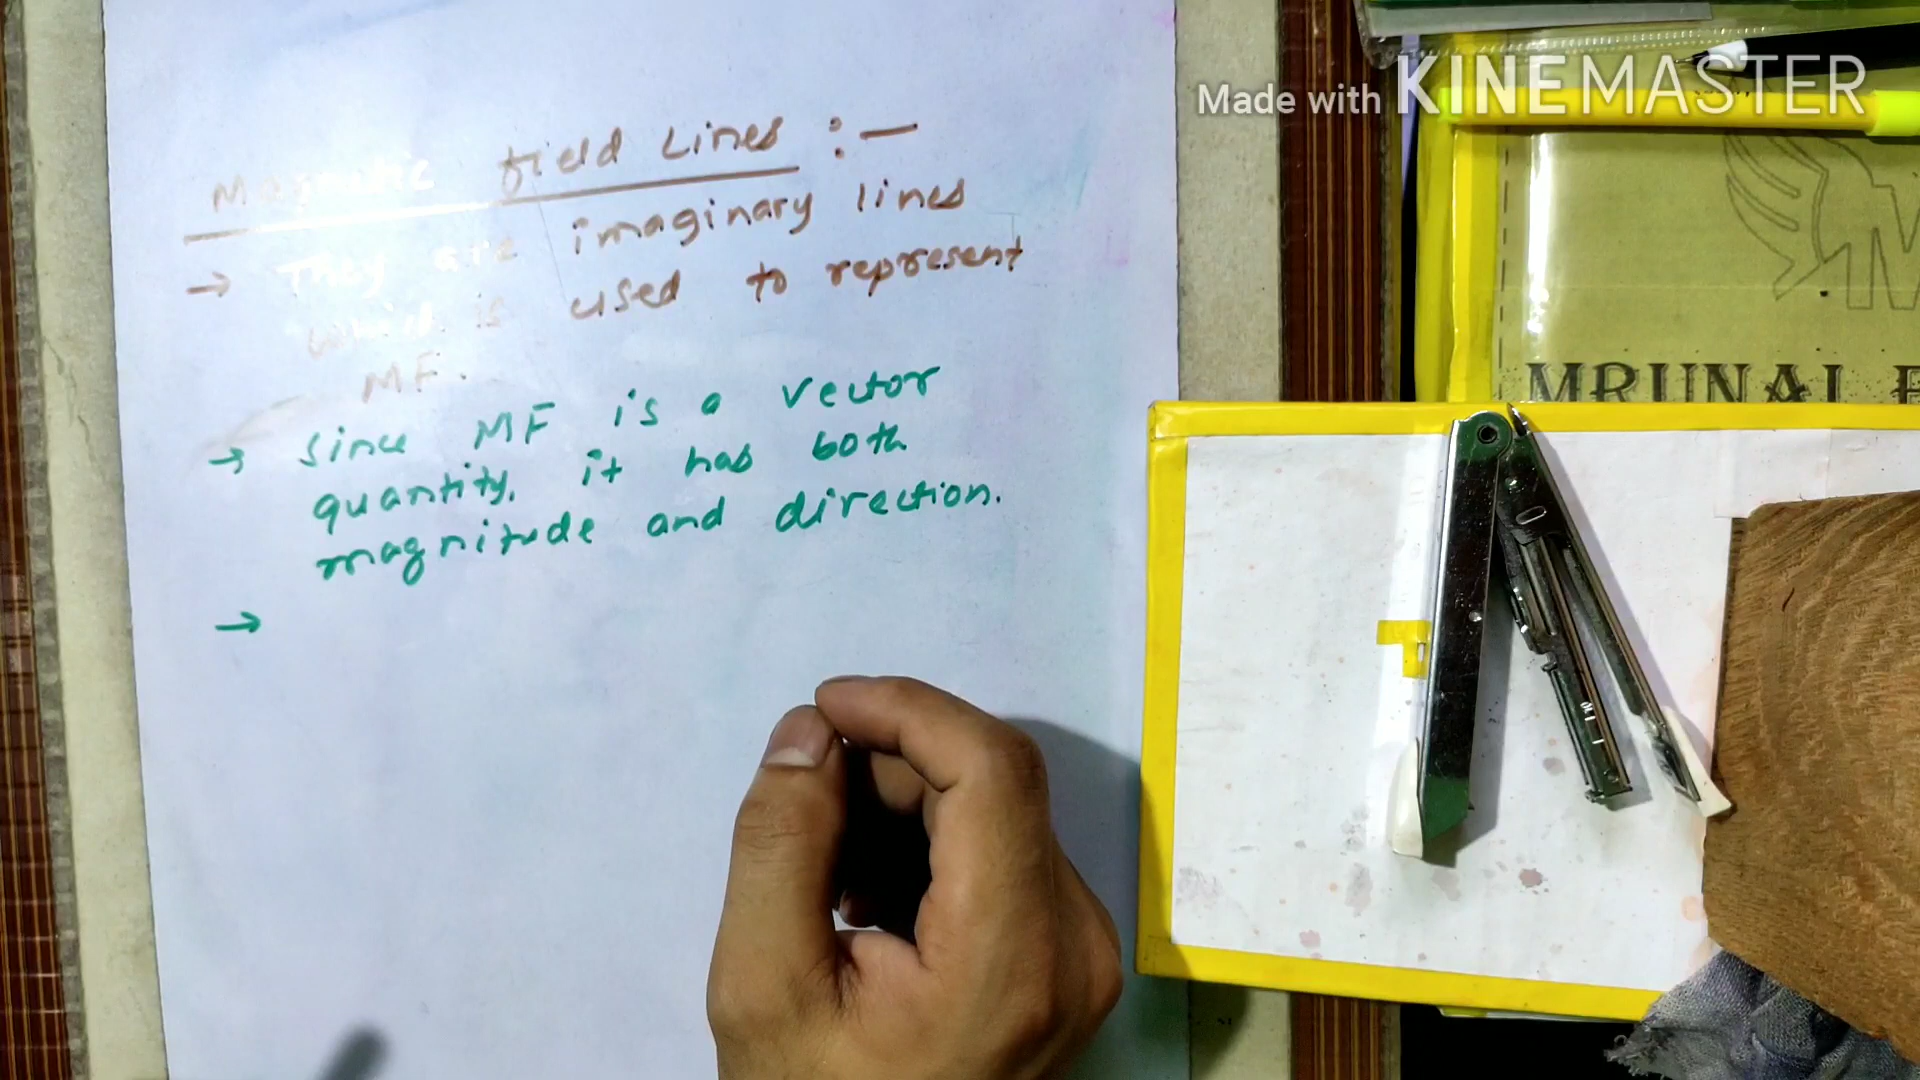 Made with KINEMASTER
Magnetic field Lines :-
→ They are imaginary lines
which is used to represent
MF.
→ since MF is a vector
quantity, it has both
magnitude and direction.
→
MRUNAL